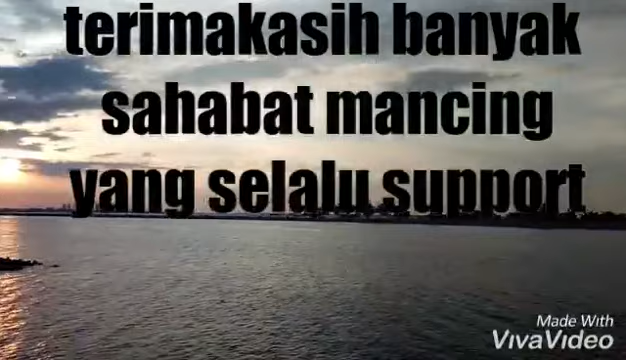 terimakasih banyak
sahabat mancing
yang selalu support
Made With
VivaVideo